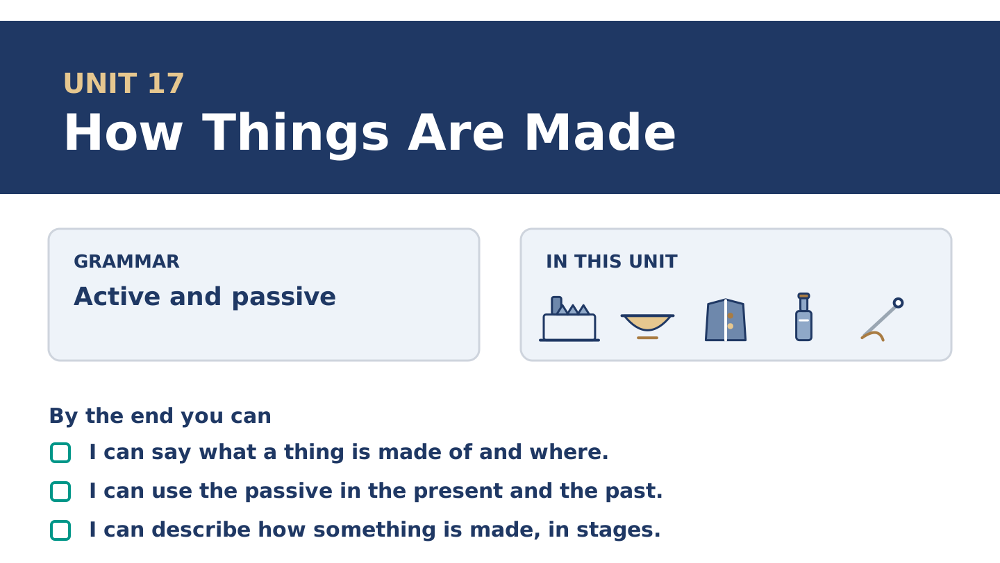 UNIT 17
How Things Are Made
GRAMMAR
Active and passive
IN THIS UNIT
By the end you can
I can say what a thing is made of and where.
I can use the passive in the present and the past.
I can describe how something is made, in stages.